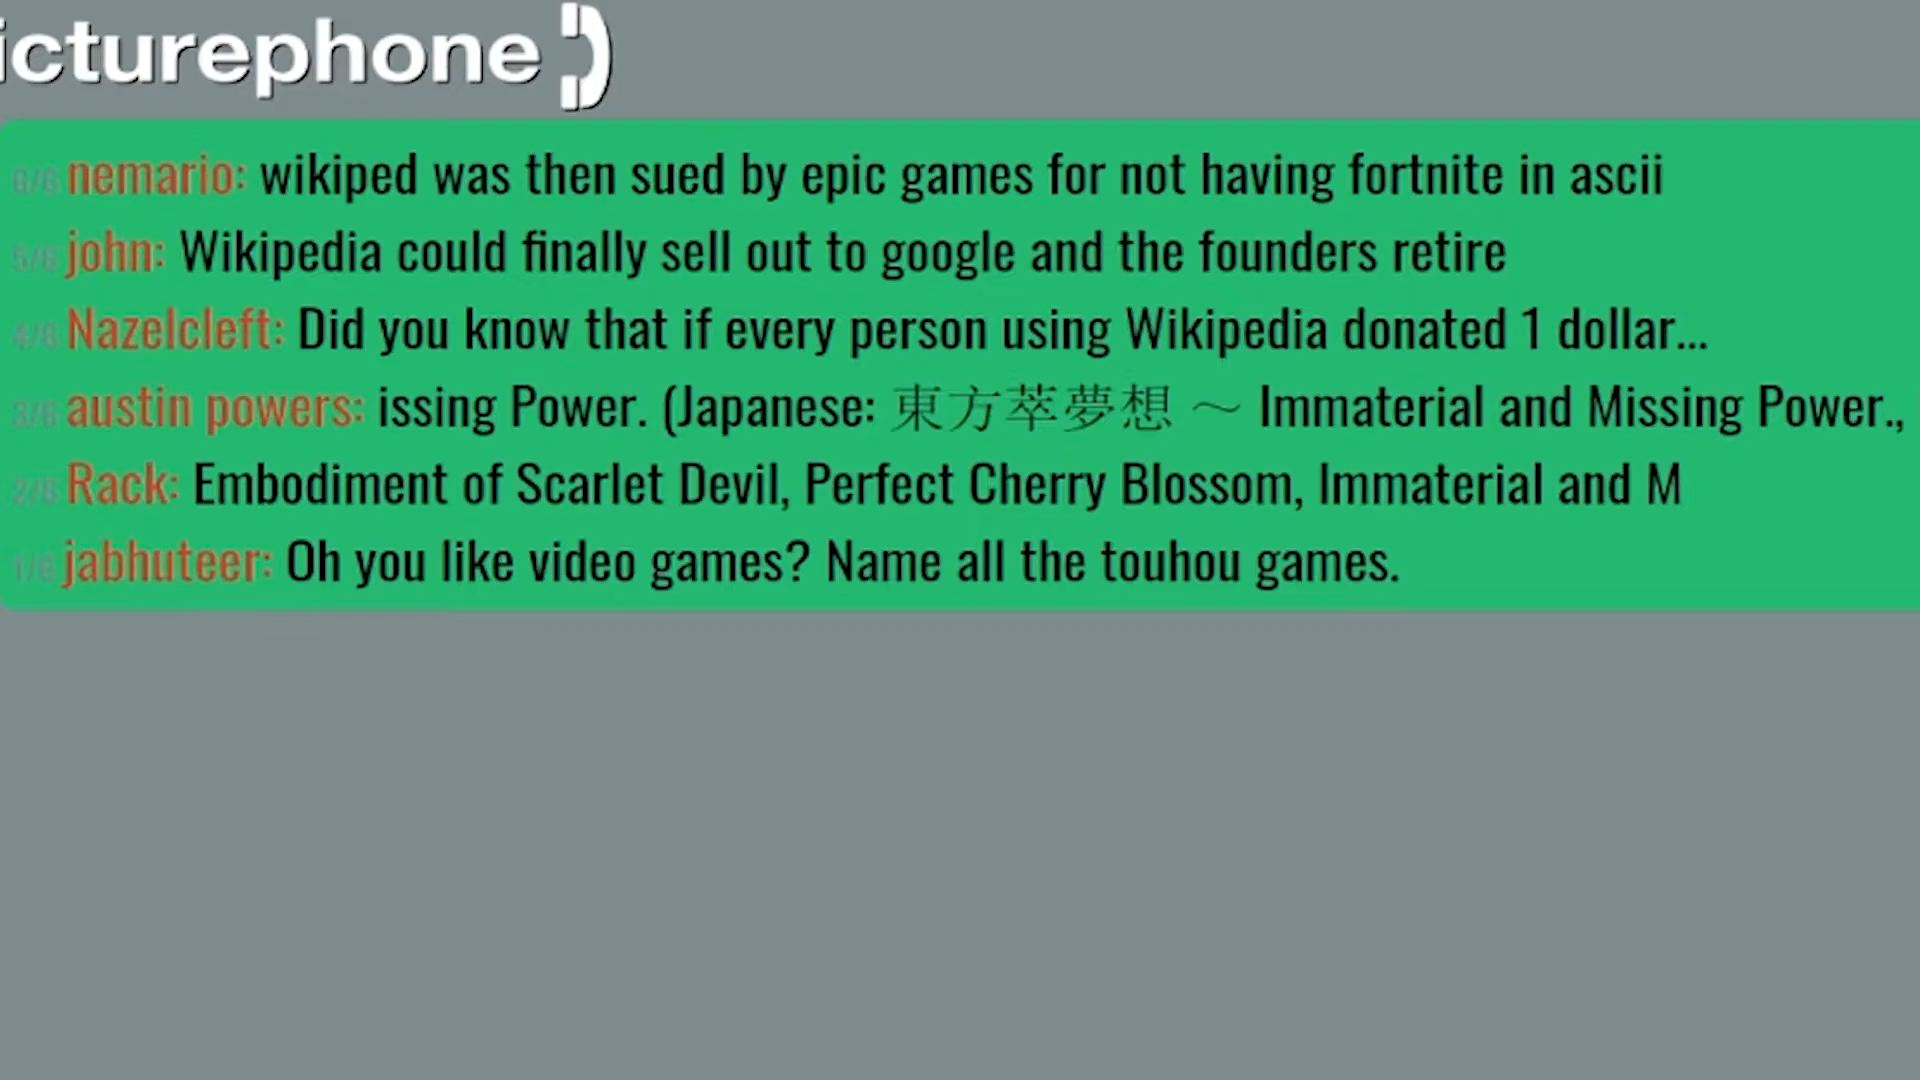 icturephone
6/6 nemario: wikiped was then sued by epic games for not having fortnite in ascii
5/6 john: Wikipedia could finally sell out to google and the founders retire
4/6 Nazelcleft: Did you know that if every person using Wikipedia donated 1 dollar...
3/6 austin powers: issing Power. (Japanese: 東方萃夢想 ～ Immaterial and Missing Power.,
2/6 Rack: Embodiment of Scarlet Devil, Perfect Cherry Blossom, Immaterial and M
1/6 jabhuteer: Oh you like video games? Name all the touhou games.